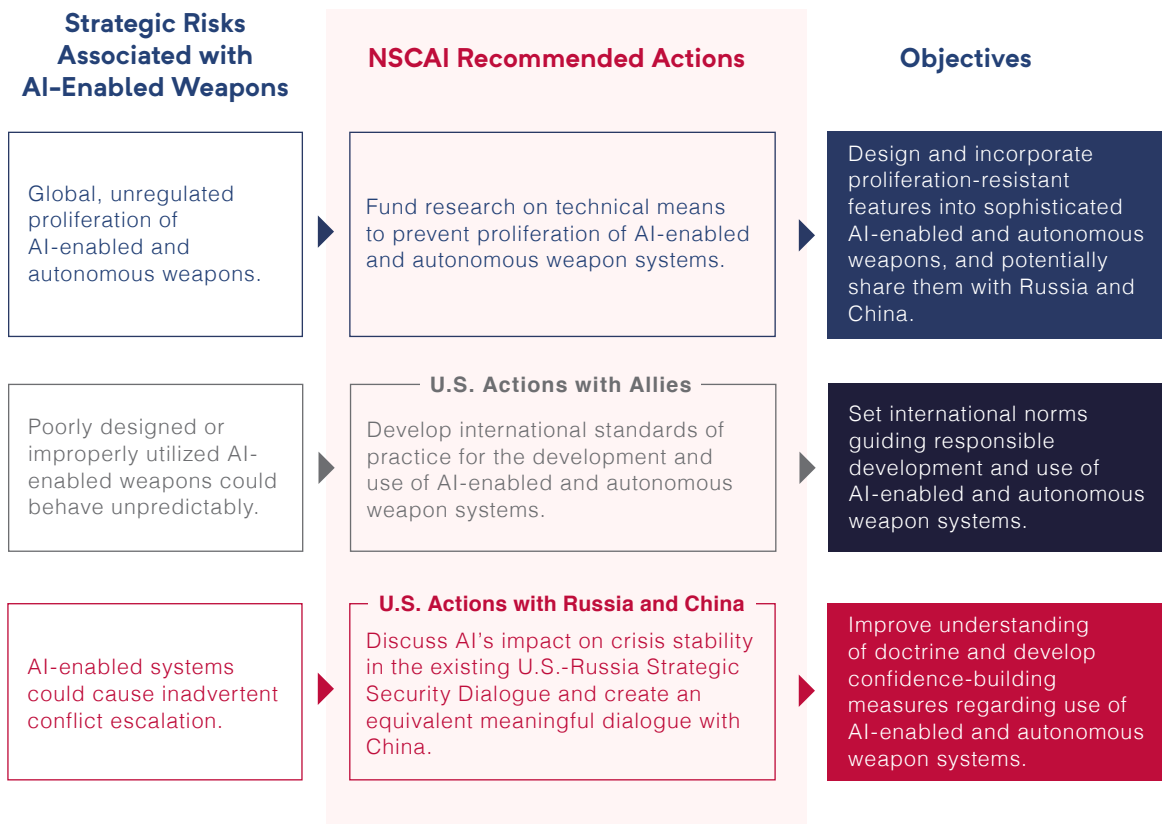 Strategic Risks
Associated with
AI-Enabled Weapons
NSCAI Recommended Actions
Objectives
Global, unregulated
proliferation of
AI-enabled and
autonomous weapons.
Fund research on technical means
to prevent proliferation of AI-enabled
and autonomous weapon systems.
Design and incorporate
proliferation-resistant
features into sophisticated
AI-enabled and autonomous
weapons, and potentially
share them with Russia and
China.
Poorly designed or
improperly utilized AI-
enabled weapons could
behave unpredictably.
U.S. Actions with Allies
Develop international standards of
practice for the development and
use of AI-enabled and autonomous
weapon systems.
Set international norms
guiding responsible
development and use of
AI-enabled and autonomous
weapon systems.
AI-enabled systems
could cause inadvertent
conflict escalation.
U.S. Actions with Russia and China
Discuss AI’s impact on crisis stability
in the existing U.S.-Russia Strategic
Security Dialogue and create an
equivalent meaningful dialogue with
China.
Improve understanding
of doctrine and develop
confidence-building
measures regarding use of
AI-enabled and autonomous
weapon systems.